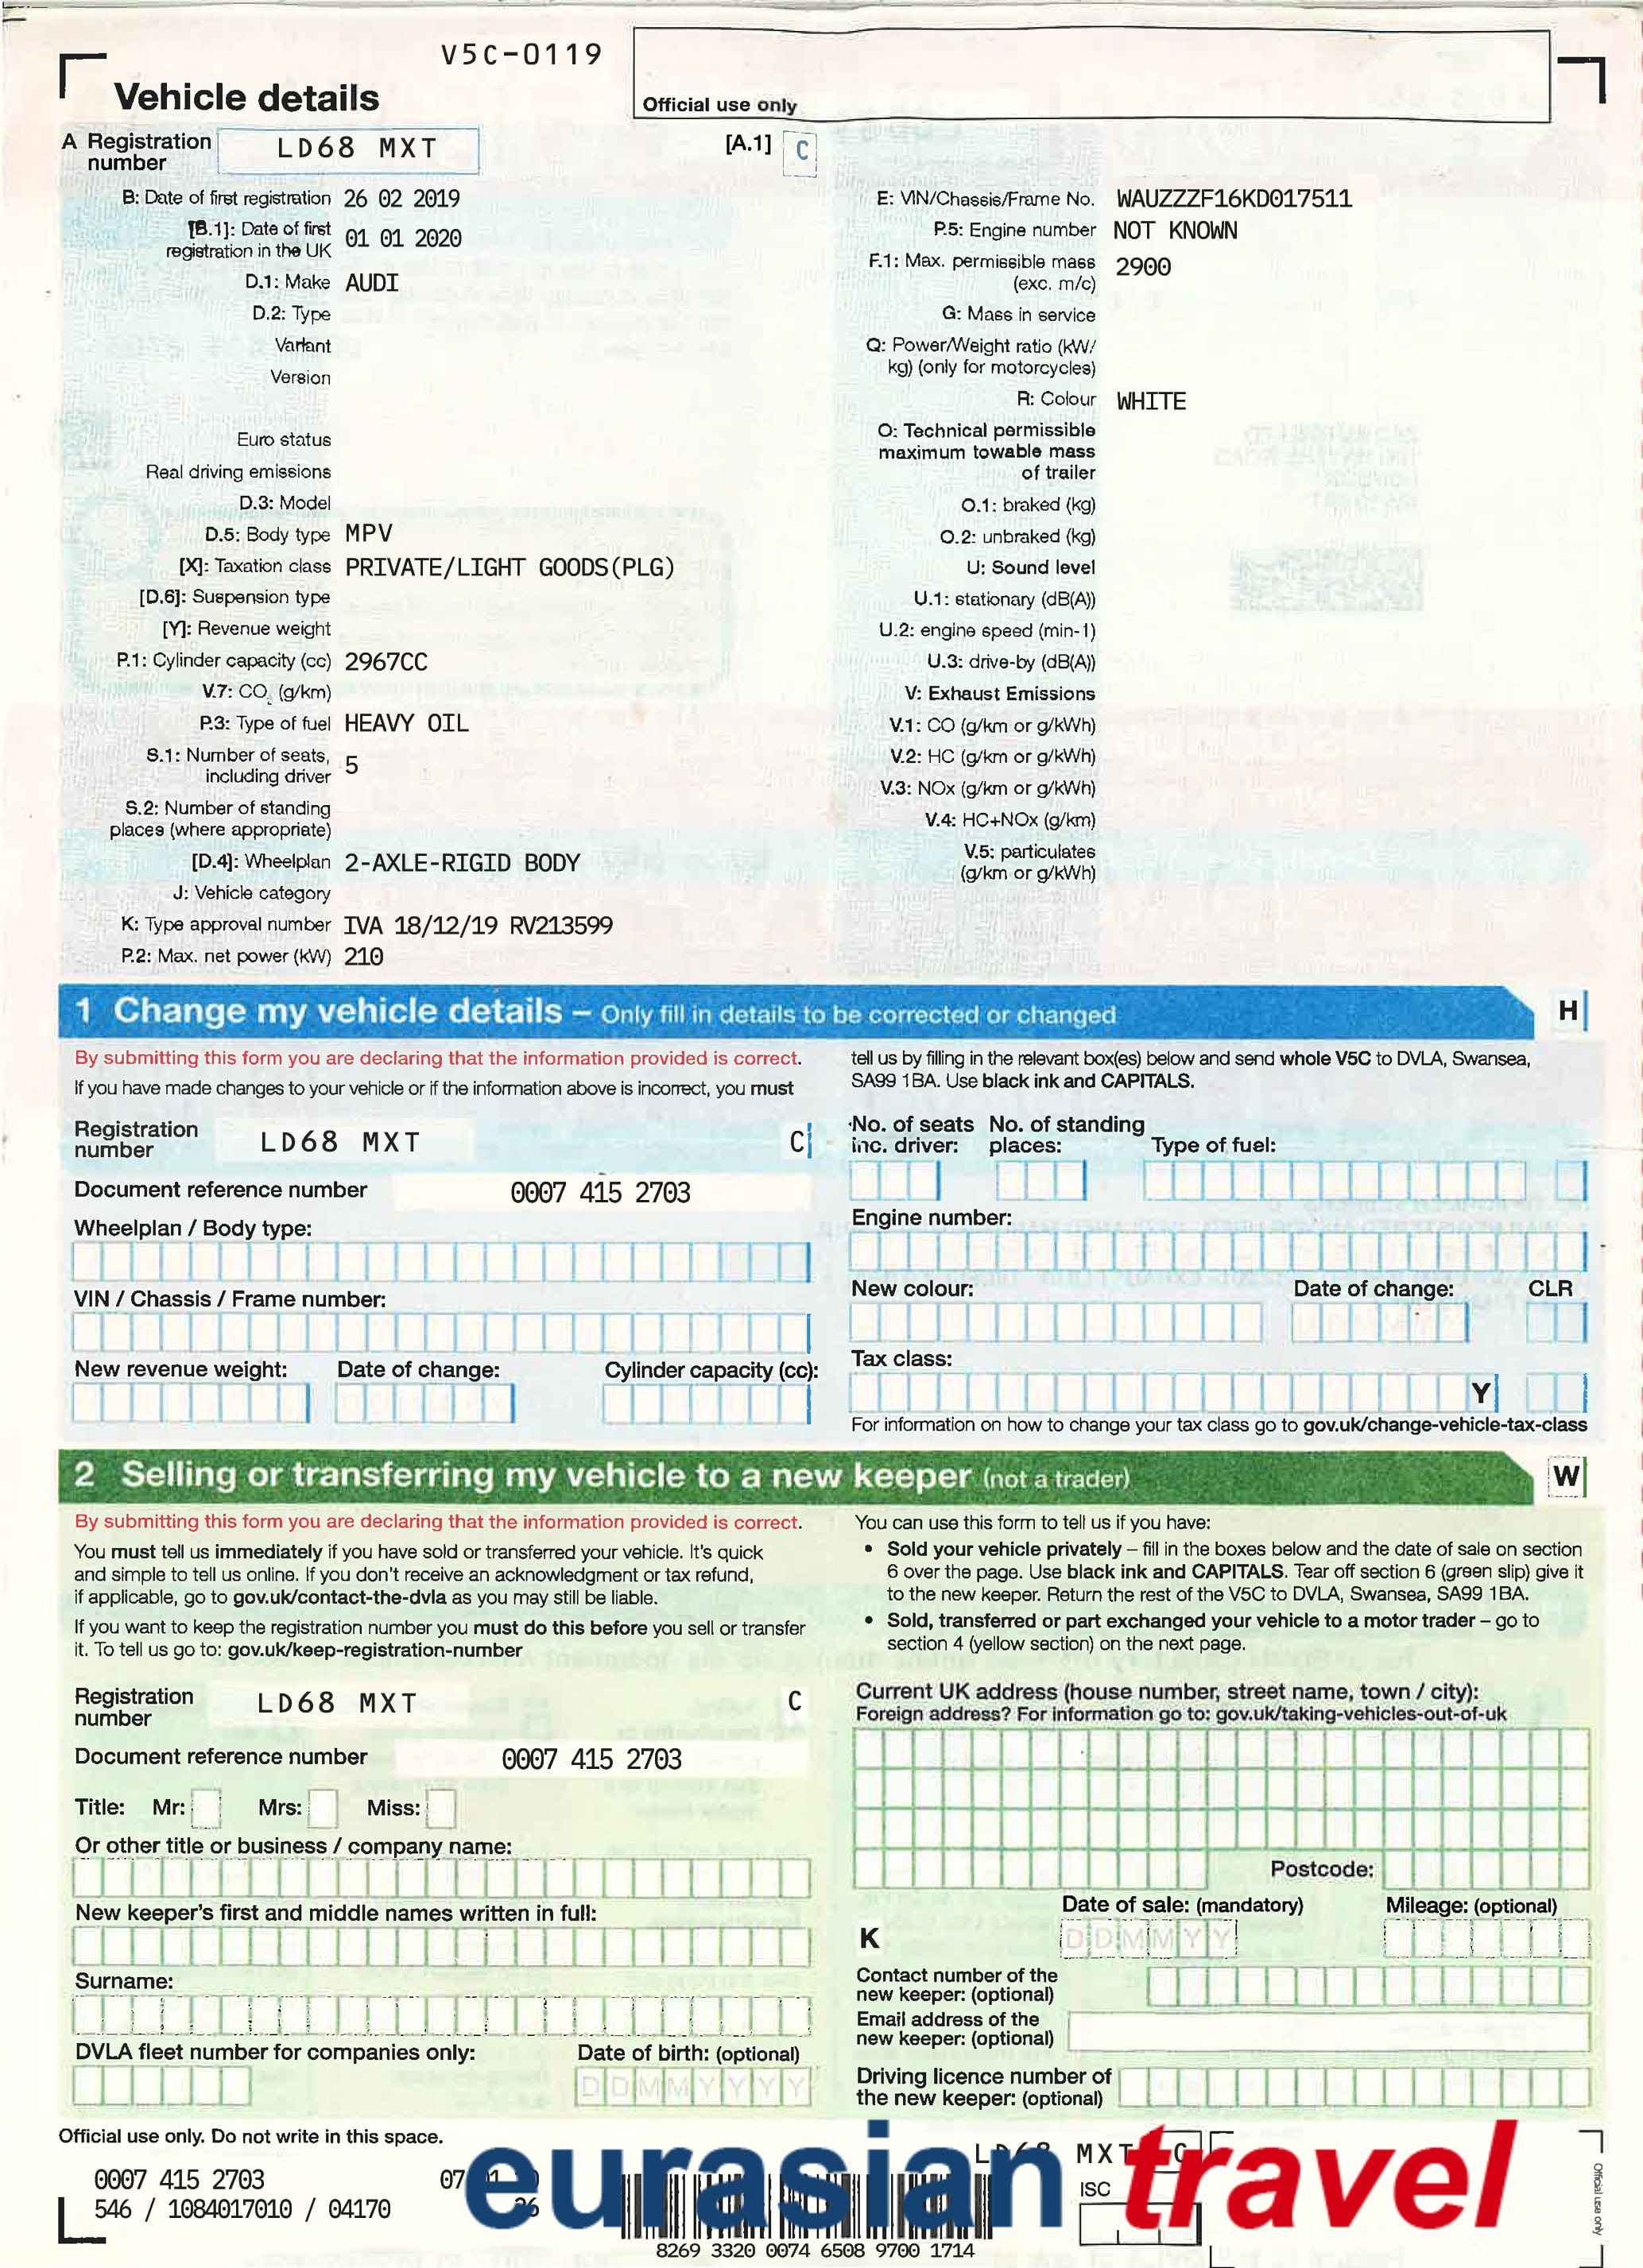 V5C-0119
Vehicle details
Official use only
A Registration number LD68 MXT
[A.1] C
B: Date of first registration 26 02 2019
[B.1]: Date of first registration in the UK 01 01 2020
D.1: Make AUDI
D.2: Type
Variant
Version
Euro status
Real driving emissions
D.3: Model
D.5: Body type MPV
[X]: Taxation class PRIVATE/LIGHT GOODS(PLG)
[D.6]: Suspension type
[Y]: Revenue weight
P.1: Cylinder capacity (cc) 2967CC
V.7: CO₂ (g/km)
P.3: Type of fuel HEAVY OIL
S.1: Number of seats, including driver 5
S.2: Number of standing places (where appropriate)
[D.4]: Wheelplan 2-AXLE-RIGID BODY
J: Vehicle category
K: Type approval number IVA 18/12/19 RV213599
P.2: Max. net power (kW) 210
E: VIN/Chassis/Frame No. WAUZZZF16KD017511
P.5: Engine number NOT KNOWN
F.1: Max. permissible mass (exc. m/c) 2900
G: Mass in service
Q: Power/Weight ratio (kW/kg) (only for motorcycles)
R: Colour WHITE
O: Technical permissible maximum towable mass of trailer
O.1: braked (kg)
O.2: unbraked (kg)
U: Sound level
U.1: stationary (dB(A))
U.2: engine speed (min-1)
U.3: drive-by (dB(A))
V: Exhaust Emissions
V.1: CO (g/km or g/kWh)
V.2: HC (g/km or g/kWh)
V.3: NOx (g/km or g/kWh)
V.4: HC+NOx (g/km)
V.5: particulates (g/km or g/kWh)
1 Change my vehicle details – Only fill in details to be corrected or changed
H
By submitting this form you are declaring that the information provided is correct.
If you have made changes to your vehicle or if the information above is incorrect, you must
tell us by filling in the relevant box(es) below and send whole V5C to DVLA, Swansea,
SA99 1BA. Use black ink and CAPITALS.
Registration number LD68 MXT C
Document reference number 0007 415 2703
Wheelplan / Body type:
VIN / Chassis / Frame number:
New revenue weight: Date of change: Cylinder capacity (cc):
No. of seats inc. driver: No. of standing places: Type of fuel:
Engine number:
New colour: Date of change: CLR
Tax class:
Y
For information on how to change your tax class go to gov.uk/change-vehicle-tax-class
2 Selling or transferring my vehicle to a new keeper (not a trader)
W
By submitting this form you are declaring that the information provided is correct.
You must tell us immediately if you have sold or transferred your vehicle. It's quick
and simple to tell us online. If you don't receive an acknowledgment or tax refund,
if applicable, go to gov.uk/contact-the-dvla as you may still be liable.
If you want to keep the registration number you must do this before you sell or transfer
it. To tell us go to: gov.uk/keep-registration-number
You can use this form to tell us if you have:
• Sold your vehicle privately – fill in the boxes below and the date of sale on section
6 over the page. Use black ink and CAPITALS. Tear off section 6 (green slip) give it
to the new keeper. Return the rest of the V5C to DVLA, Swansea, SA99 1BA.
• Sold, transferred or part exchanged your vehicle to a motor trader – go to
section 4 (yellow section) on the next page.
Registration number LD68 MXT C
Document reference number 0007 415 2703
Title: Mr: Mrs: Miss:
Or other title or business / company name:
New keeper's first and middle names written in full:
Surname:
DVLA fleet number for companies only: Date of birth: (optional)
DDMMYYYY
Current UK address (house number, street name, town / city):
Foreign address? For information go to: gov.uk/taking-vehicles-out-of-uk
Postcode:
Date of sale: (mandatory) Mileage: (optional)
K DDMMYY
Contact number of the new keeper: (optional)
Email address of the new keeper: (optional)
Driving licence number of the new keeper: (optional)
Official use only. Do not write in this space.
0007 415 2703
546 / 1084017010 / 04170
eurasian travel
MXT
ISC
8269 3320 0074 6508 9700 1714
Official use only